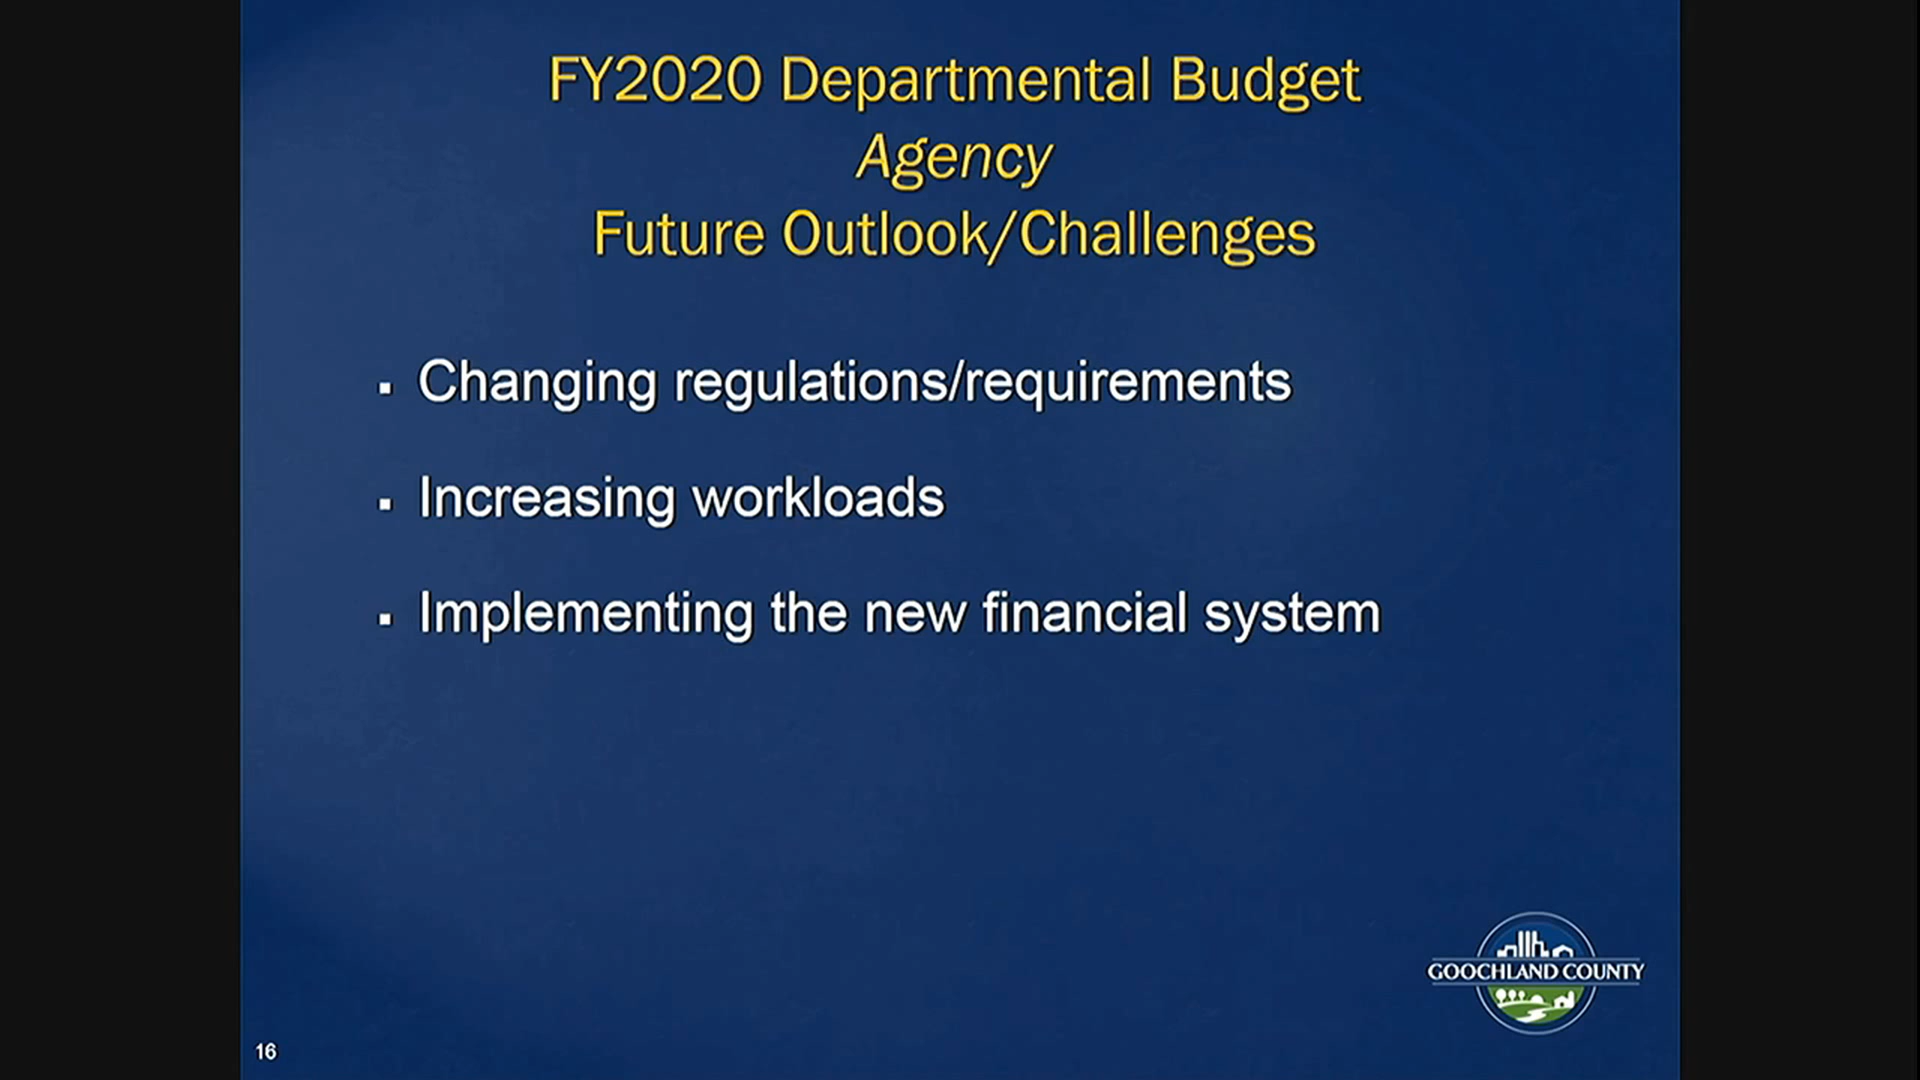 FY2020 Departmental Budget
Agency
Future Outlook/Challenges
▪ Changing regulations/requirements
▪ Increasing workloads
▪ Implementing the new financial system
GOOCHLAND COUNTY
16